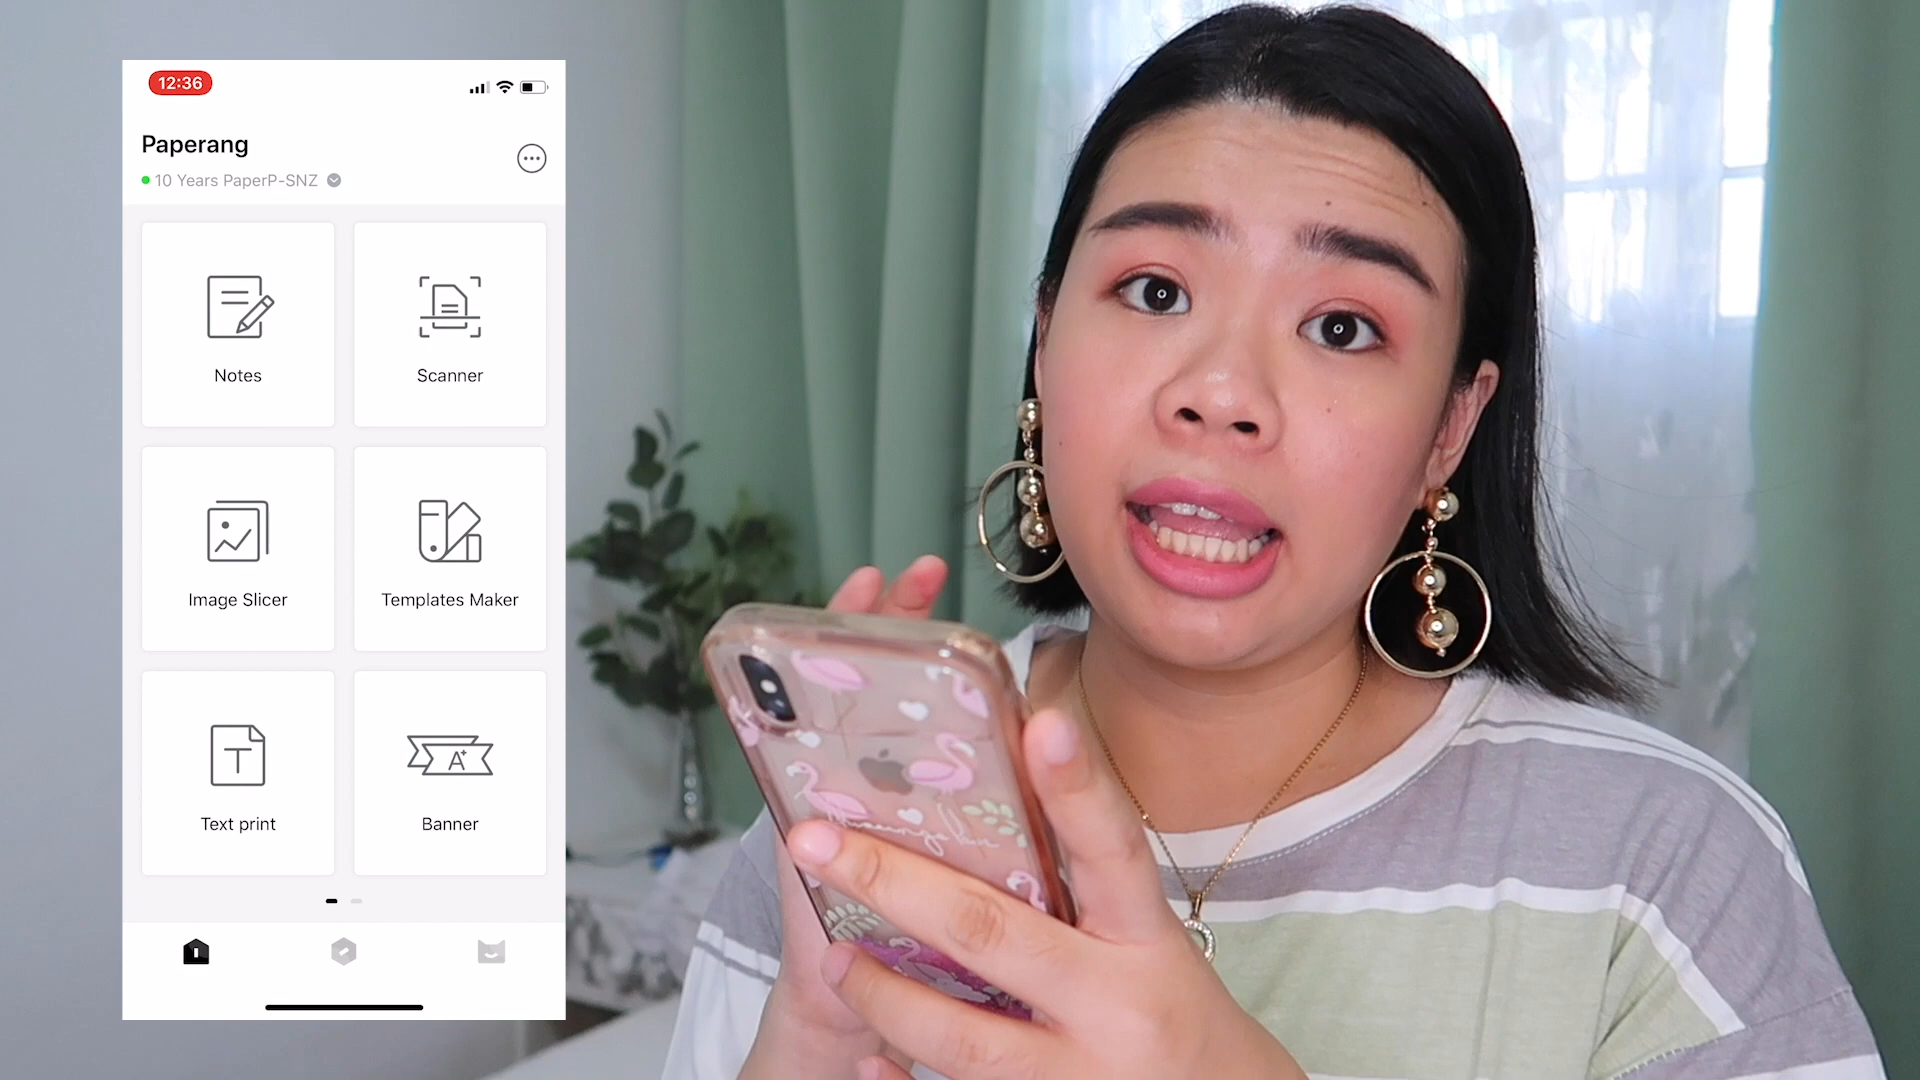 12:36
Paperang
10 Years PaperP-SNZ
Notes
Scanner
Image Slicer
Templates Maker
Text print
Banner